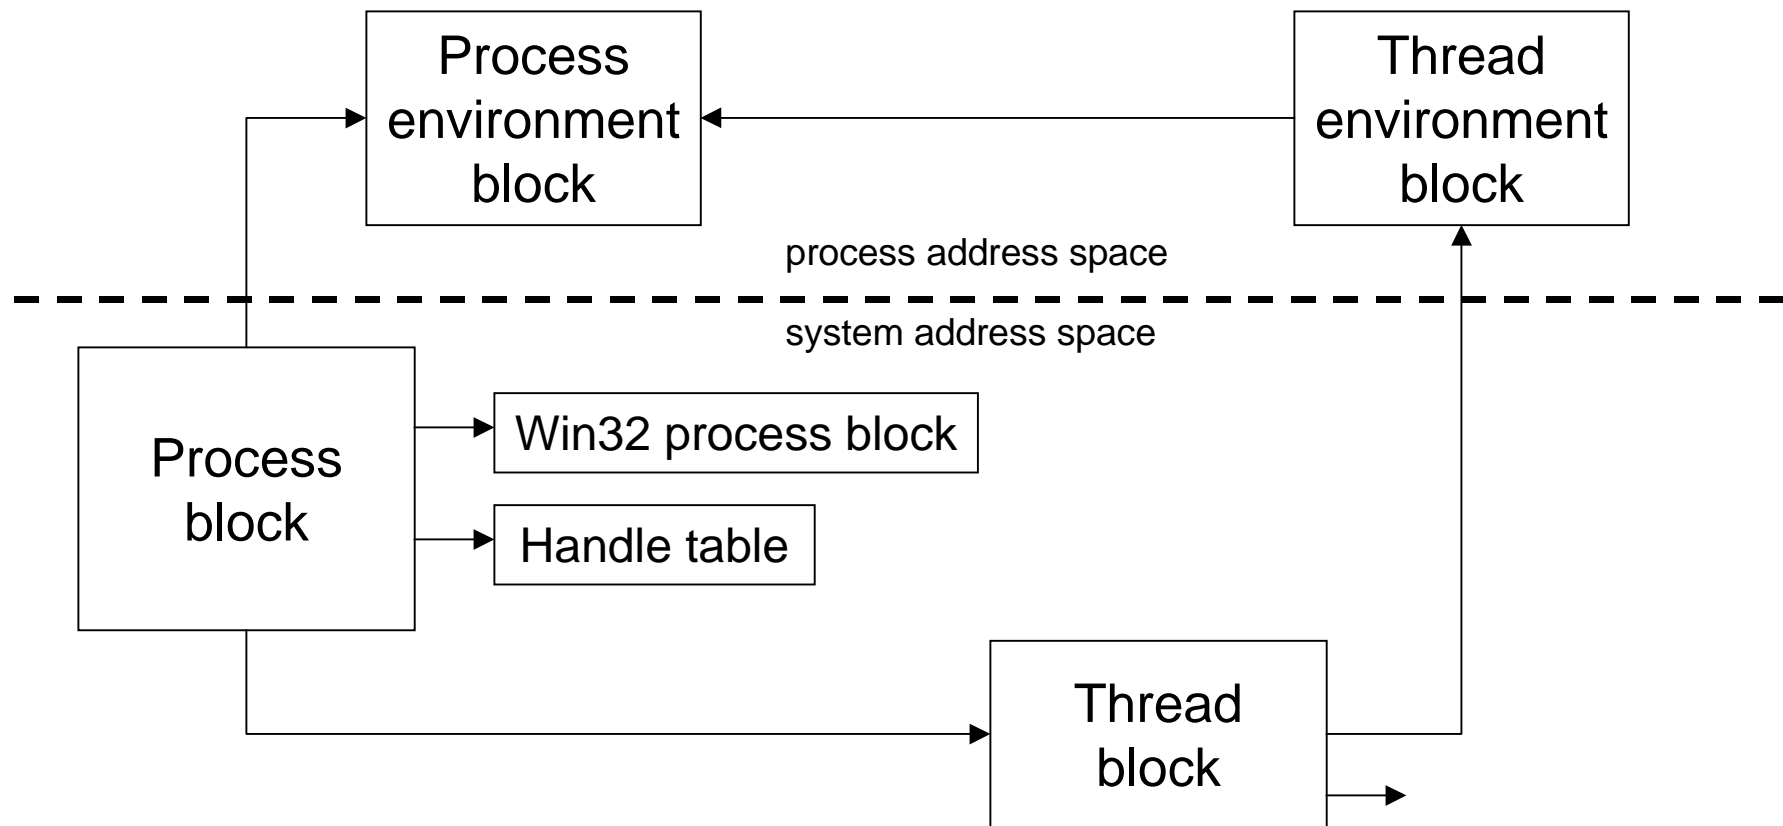 Process
environment
block
Thread
environment
block
process address space
system address space
Process
block
Win32 process block
Handle table
Thread
block